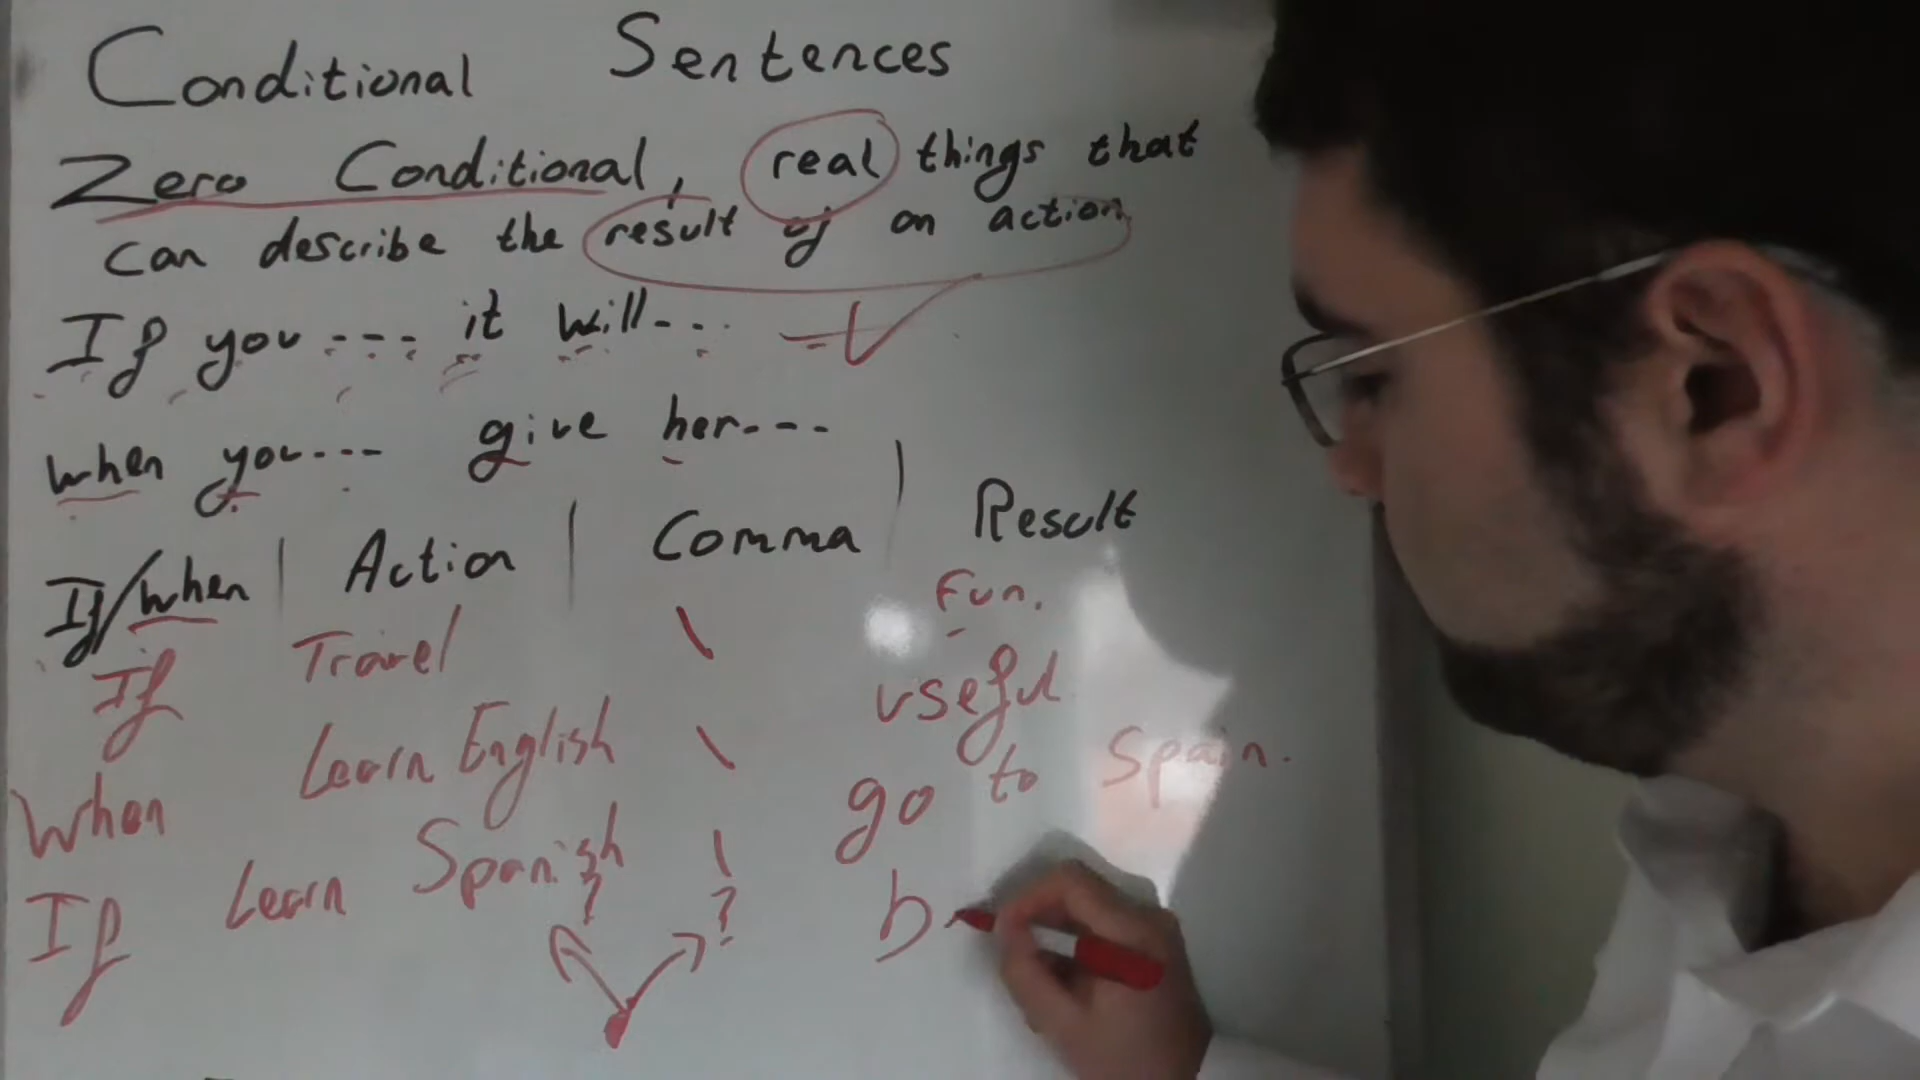 Conditional Sentences
Zero Conditional, real things that
can describe the result of an action
If you --- it will---
when you--- give her---
If/when | Action | Comma | Result
If Travel \ Fun.
When Learn English \ useful
If Learn Spanish \ go to Spain.
? ? b